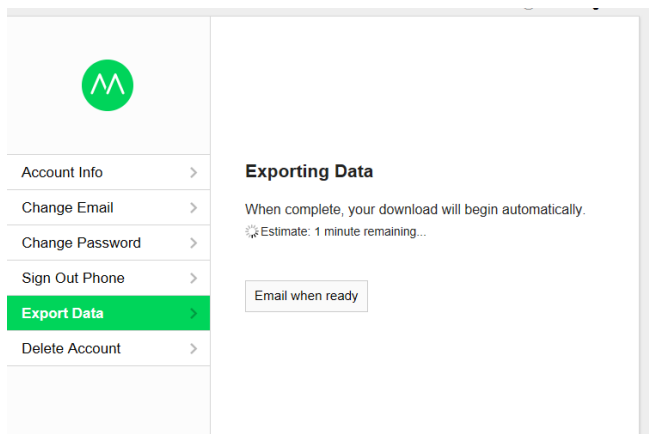 Account Info
Change Email
Change Password
Sign Out Phone
Export Data
Delete Account
Exporting Data
When complete, your download will begin automatically.
Estimate: 1 minute remaining...
Email when ready